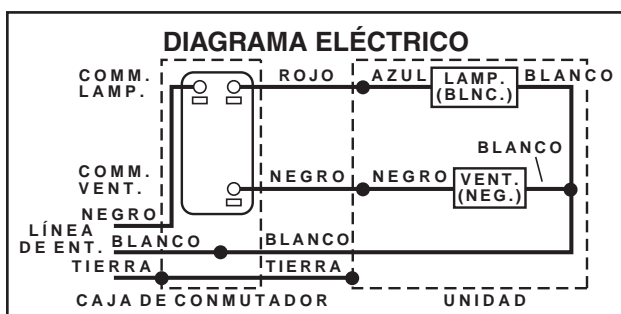 DIAGRAMA ELÉCTRICO
COMM.
LAMP.
ROJO
AZUL
LAMP.
(BLNC.)
BLANCO
COMM.
VENT.
NEGRO
NEGRO
VENT.
(NEG.)
BLANCO
NEGRO
LÍNEA
DE ENT.
BLANCO
BLANCO
TIERRA
TIERRA
CAJA DE CONMUTADOR
UNIDAD